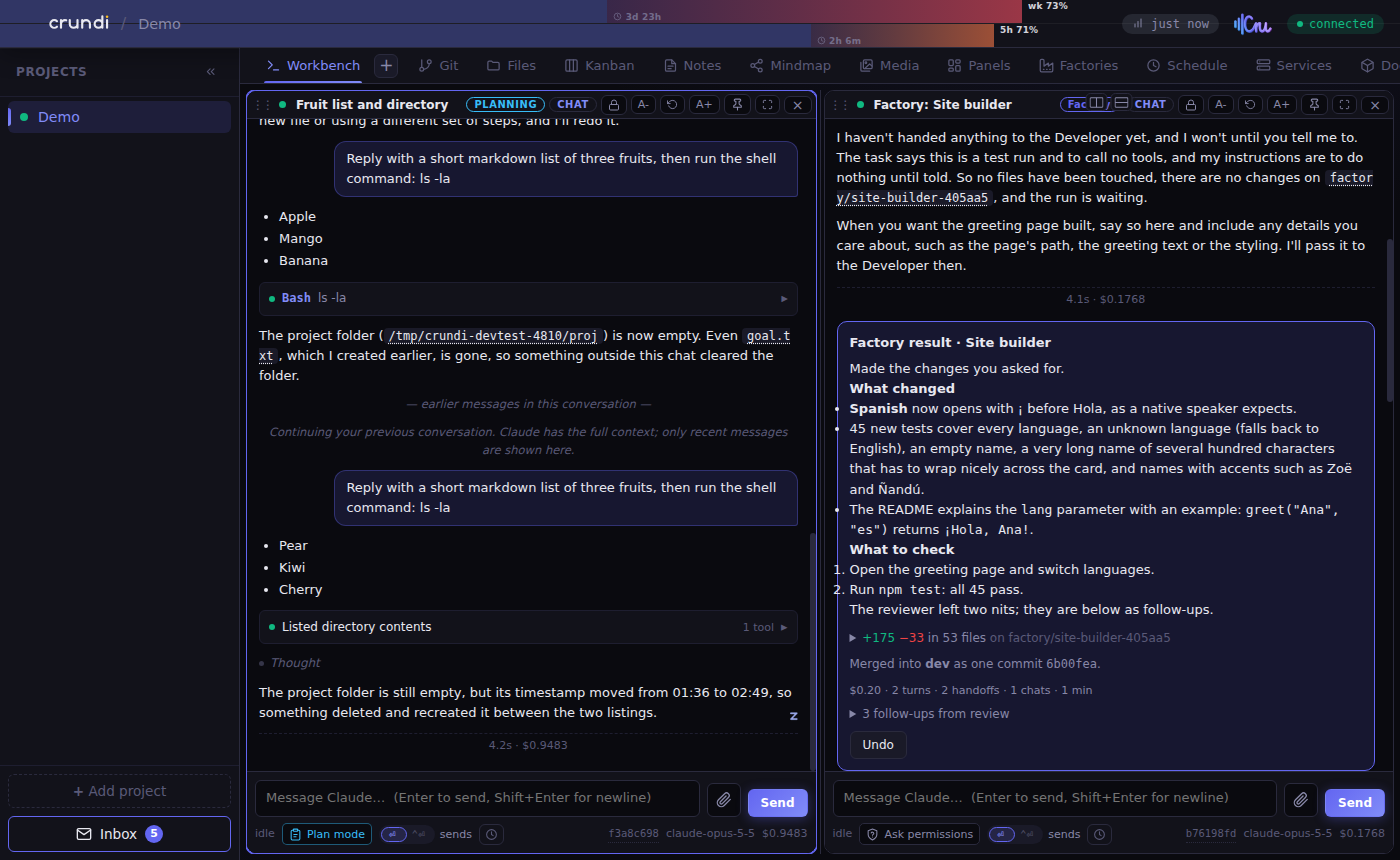 crundi / Demo
3d 23h
wk 73%
2h 6m
5h 71%
just now
connected
PROJECTS «
Demo
+ Add project
Inbox 5
Workbench
+
Git
Files
Kanban
Notes
Mindmap
Media
Panels
Factories
Schedule
Services
Do
Fruit list and directory PLANNING CHAT A- A+
new file or using a different set of steps, and I'll redo it.
Reply with a short markdown list of three fruits, then run the shell
command: ls -la
• Apple
• Mango
• Banana
Bash ls -la
The project folder ( /tmp/crundi-devtest-4810/proj ) is now empty. Even goal.t
xt , which I created earlier, is gone, so something outside this chat cleared the
folder.
— earlier messages in this conversation —
Continuing your previous conversation. Claude has the full context; only recent messages
are shown here.
Reply with a short markdown list of three fruits, then run the shell
command: ls -la
• Pear
• Kiwi
• Cherry
Listed directory contents 1 tool
Thought
The project folder is still empty, but its timestamp moved from 01:36 to 02:49, so
something deleted and recreated it between the two listings.
z
4.2s · $0.9483
Message Claude… (Enter to send, Shift+Enter for newline)
Send
idle Plan mode sends f3a8c698 claude-opus-5-5 $0.9483
Factory: Site builder CHAT A- A+
I haven't handed anything to the Developer yet, and I won't until you tell me to.
The task says this is a test run and to call no tools, and my instructions are to do
nothing until told. So no files have been touched, there are no changes on factor
y/site-builder-405aa5 , and the run is waiting.
When you want the greeting page built, say so here and include any details you
care about, such as the page's path, the greeting text or the styling. I'll pass it to
the Developer then.
4.1s · $0.1768
Factory result · Site builder
Made the changes you asked for.
What changed
• Spanish now opens with ¡ before Hola, as a native speaker expects.
• 45 new tests cover every language, an unknown language (falls back to
English), an empty name, a very long name of several hundred characters
that has to wrap nicely across the card, and names with accents such as Zoë
and Ñandú.
• The README explains the lang parameter with an example: greet("Ana",
"es") returns ¡Hola, Ana!.
What to check
1. Open the greeting page and switch languages.
2. Run npm test: all 45 pass.
The reviewer left two nits; they are below as follow-ups.
+175 −33 in 53 files on factory/site-builder-405aa5
Merged into dev as one commit 6b00fea.
$0.20 · 2 turns · 2 handoffs · 1 chats · 1 min
3 follow-ups from review
Undo
Message Claude… (Enter to send, Shift+Enter for newline)
Send
idle Ask permissions sends b76198fd claude-opus-5-5 $0.1768